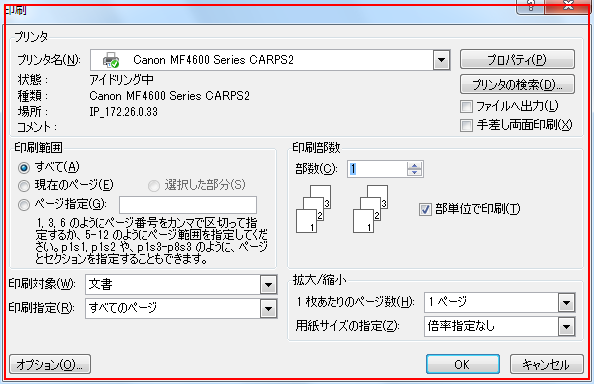 印刷
プリンタ
プリンタ名(N): Canon MF4600 Series CARPS2 プロパティ(P)
状態: アイドリング中 プリンタの検索(D)...
種類: Canon MF4600 Series CARPS2
場所: IP_172.26.0.33 ファイルへ出力(L)
コメント: 手差し両面印刷(X)
印刷範囲
すべて(A)
現在のページ(E) 選択した部分(S)
ページ指定(G):
1, 3, 6 のようにページ番号をカンマで区切って指
定するか、5-12 のようにページ範囲を指定してくだ
さい。p1s1, p1s2 や、p1s3-p8s3 のように、ページ
とセクションを指定することもできます。
印刷部数
部数(C): 1
1 2 3 1 2 3
部単位で印刷(T)
印刷対象(W): 文書
印刷指定(R): すべてのページ
拡大/縮小
1 枚あたりのページ数(H): 1 ページ
用紙サイズの指定(Z): 倍率指定なし
オプション(O)... OK キャンセル